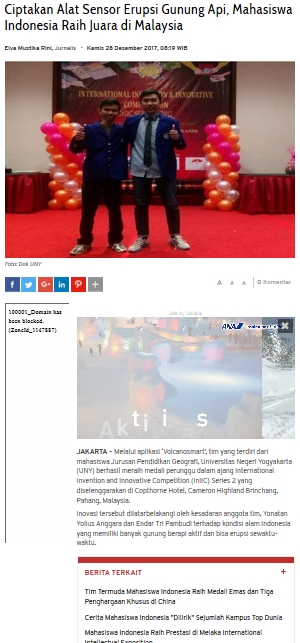 Ciptakan Alat Sensor Erupsi Gunung Api, Mahasiswa
Indonesia Raih Juara di Malaysia
Elva Mustika Rini, Jurnalis - Kamis 28 Desember 2017, 08:19 WIB
INTERNATIONAL INVENTION & INNOVATIVE
COMPETITION
Foto: Dok UNY
A A A 0 Komentar
100001_Domain has
been blocked.
(ZoneId_1147887)
ANA
Ak ti i s
JAKARTA – Melalui aplikasi 'Volcanosmart', tim yang terdiri dari
mahasiswa Jurusan Pendidikan Geografi, Universitas Negeri Yogyakarta
(UNY) berhasil meraih medali perunggu dalam ajang International
Invention and Innovative Competition (InIIC) Series 2 yang
diselenggarakan di Copthorne Hotel, Cameron Highland Brinchang,
Pahang, Malaysia.
Inovasi tersebut dilatarbelakangi oleh kesadaran anggota tim, Yonatan
Yolius Anggara dan Endar Tri Pambudi terhadap kondisi alam Indonesia
yang memiliki banyak gunung berapi aktif dan bisa erupsi sewaktu-
waktu.
BERITA TERKAIT +
Tim Termuda Mahasiswa Indonesia Raih Medali Emas dan Tiga
Penghargaan Khusus di China
Cerita Mahasiswa Indonesia "Dilirik" Sejumlah Kampus Top Dunia
Mahasiswa Indonesia Raih Prestasi di Melaka International
Intellectual Exposition